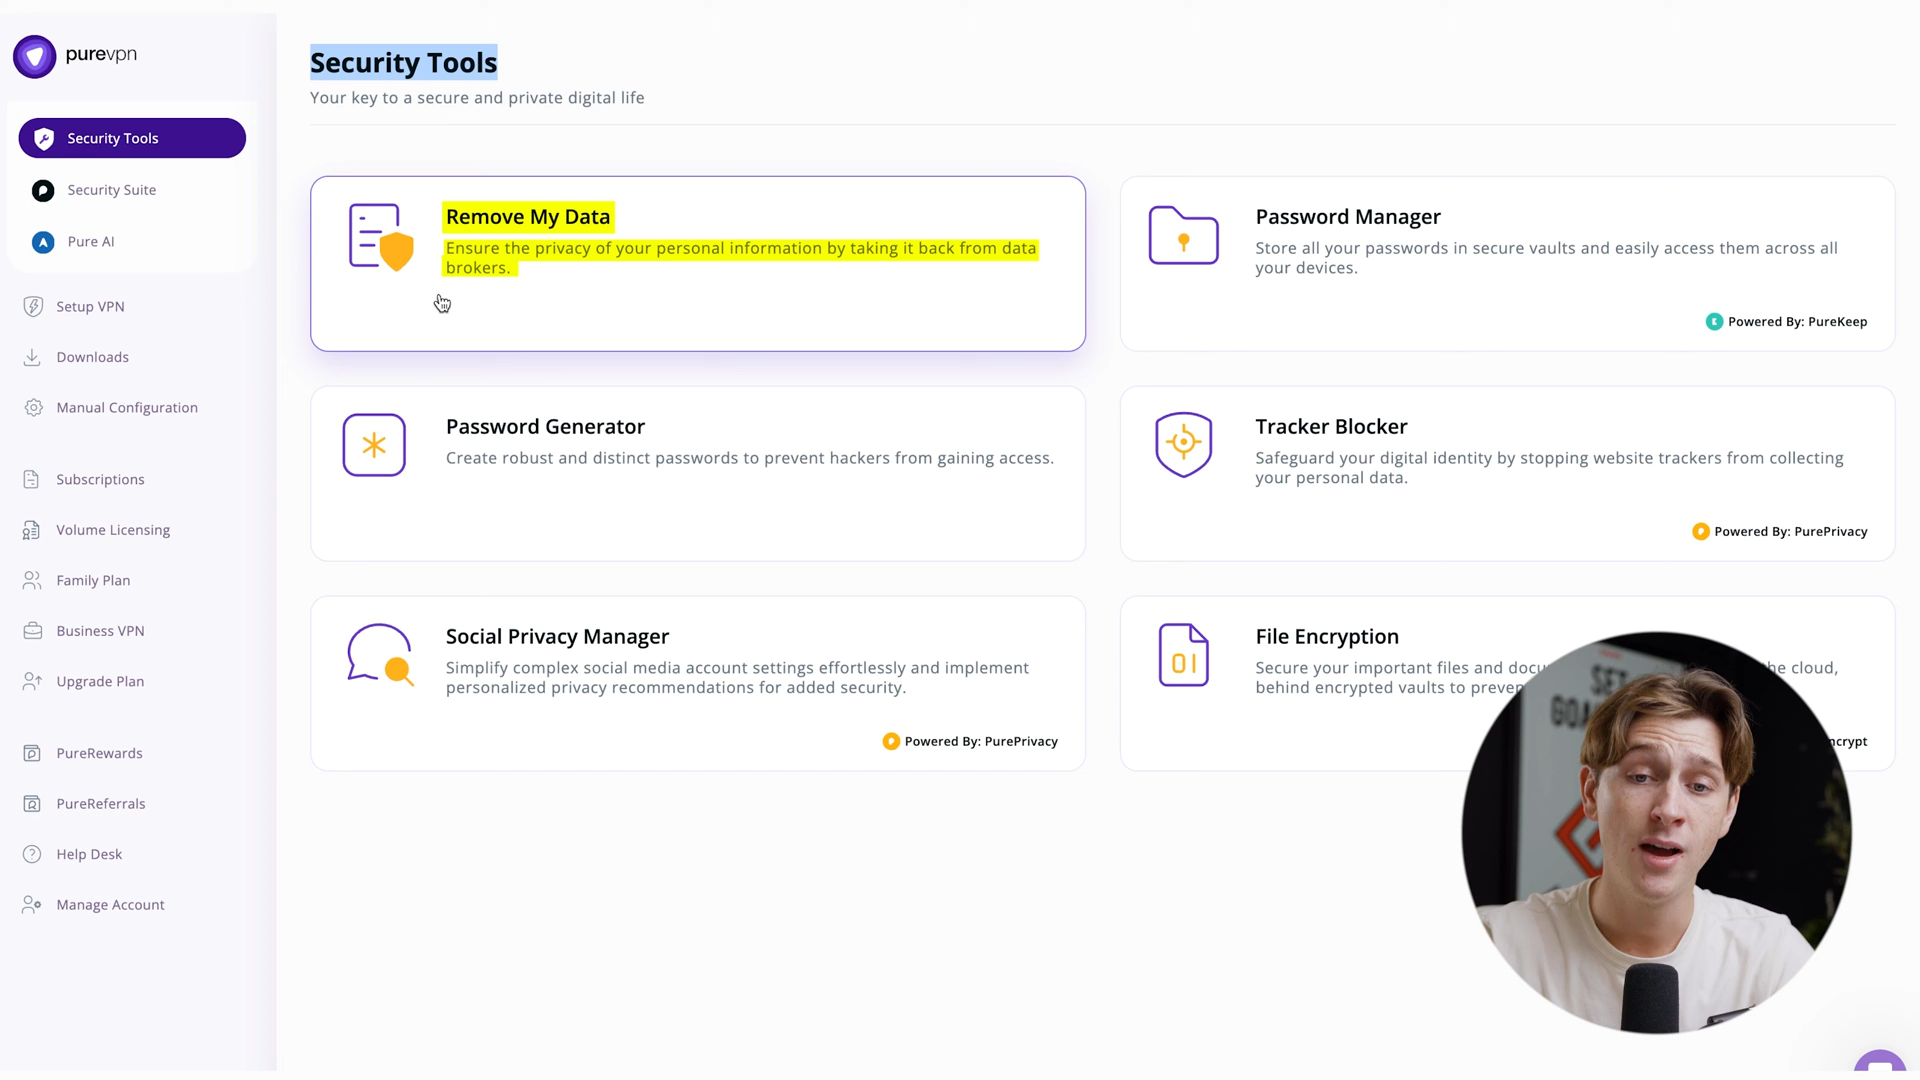 purevpn
Security Tools
Security Suite
Pure AI
Setup VPN
Downloads
Manual Configuration
Subscriptions
Volume Licensing
Family Plan
Business VPN
Upgrade Plan
PureRewards
PureReferrals
Help Desk
Manage Account
Security Tools
Your key to a secure and private digital life
Remove My Data
Ensure the privacy of your personal information by taking it back from data
brokers.
Password Manager
Store all your passwords in secure vaults and easily access them across all
your devices.
Powered By: PureKeep
Password Generator
Create robust and distinct passwords to prevent hackers from gaining access.
Tracker Blocker
Safeguard your digital identity by stopping website trackers from collecting
your personal data.
Powered By: PurePrivacy
Social Privacy Manager
Simplify complex social media account settings effortlessly and implement
personalized privacy recommendations for added security.
Powered By: PurePrivacy
01
File Encryption
Secure your important files and docu he cloud,
behind encrypted vaults to preven
ncrypt
SET
GOA